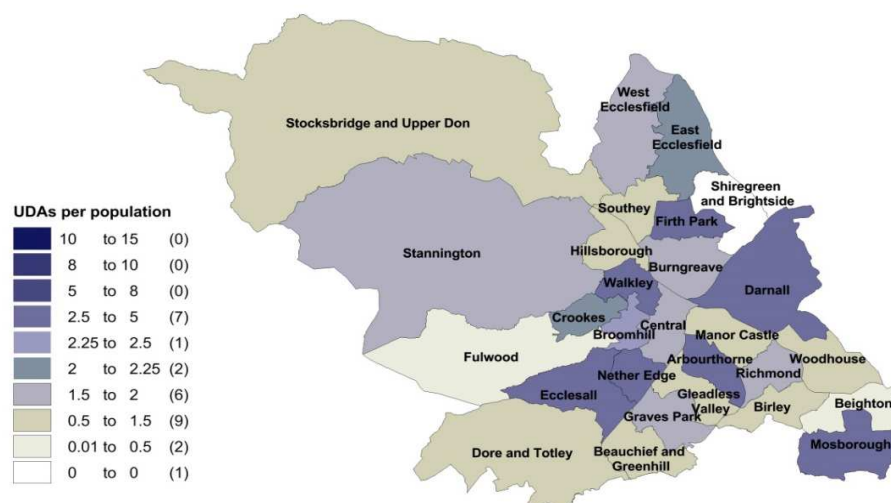 West
Ecclesfield
Stocksbridge and Upper Don
East
Ecclesfield
Shiregreen
and Brightside
UDAs per population
10 to 15 (0)
8 to 10 (0)
5 to 8 (0)
2.5 to 5 (7)
2.25 to 2.5 (1)
2 to 2.25 (2)
1.5 to 2 (6)
0.5 to 1.5 (9)
0.01 to 0.5 (2)
0 to 0 (1)
Southey
Firth Park
Hillsborough
Stannington
Burngreave
Walkley
Darnall
Crookes
Central
Broomhill
Manor Castle
Fulwood
Arbourthorne
Woodhouse
Richmond
Nether Edge
Ecclesall
Gleadless
Valley
Beighton
Birley
Graves Park
Mosborough
Dore and Totley
Beauchief and
Greenhill